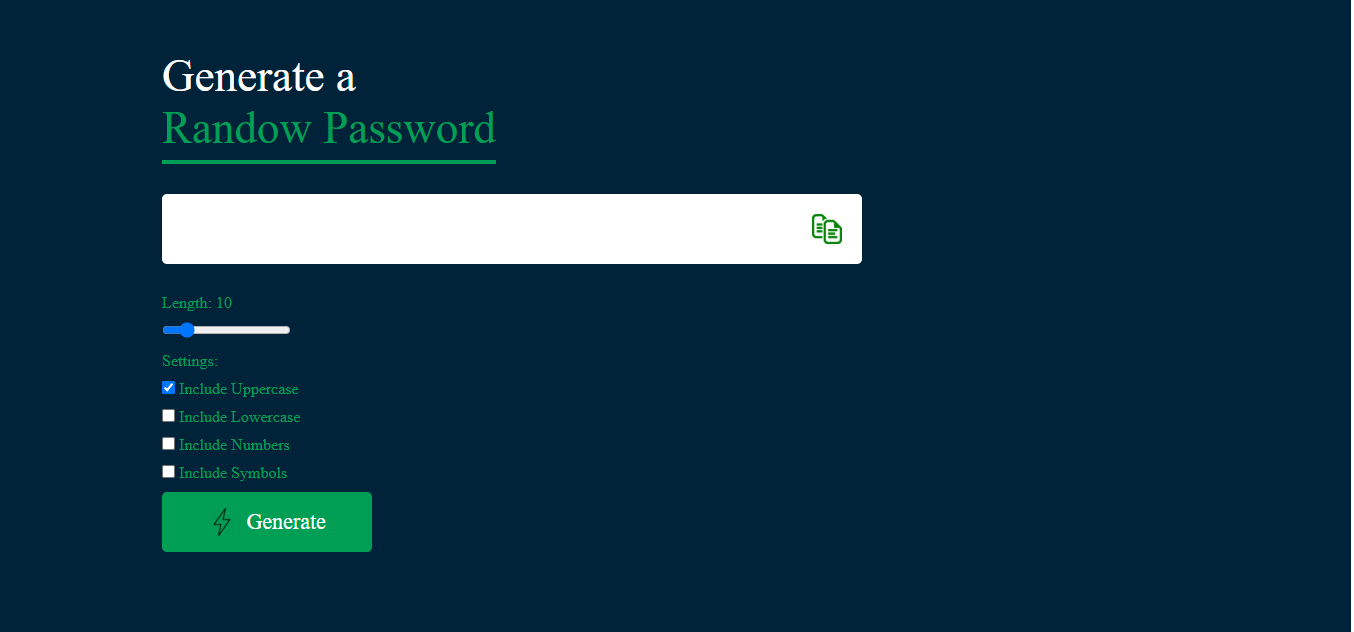 Generate a
Randow Password
Length: 10
Settings:
Include Uppercase
Include Lowercase
Include Numbers
Include Symbols
Generate